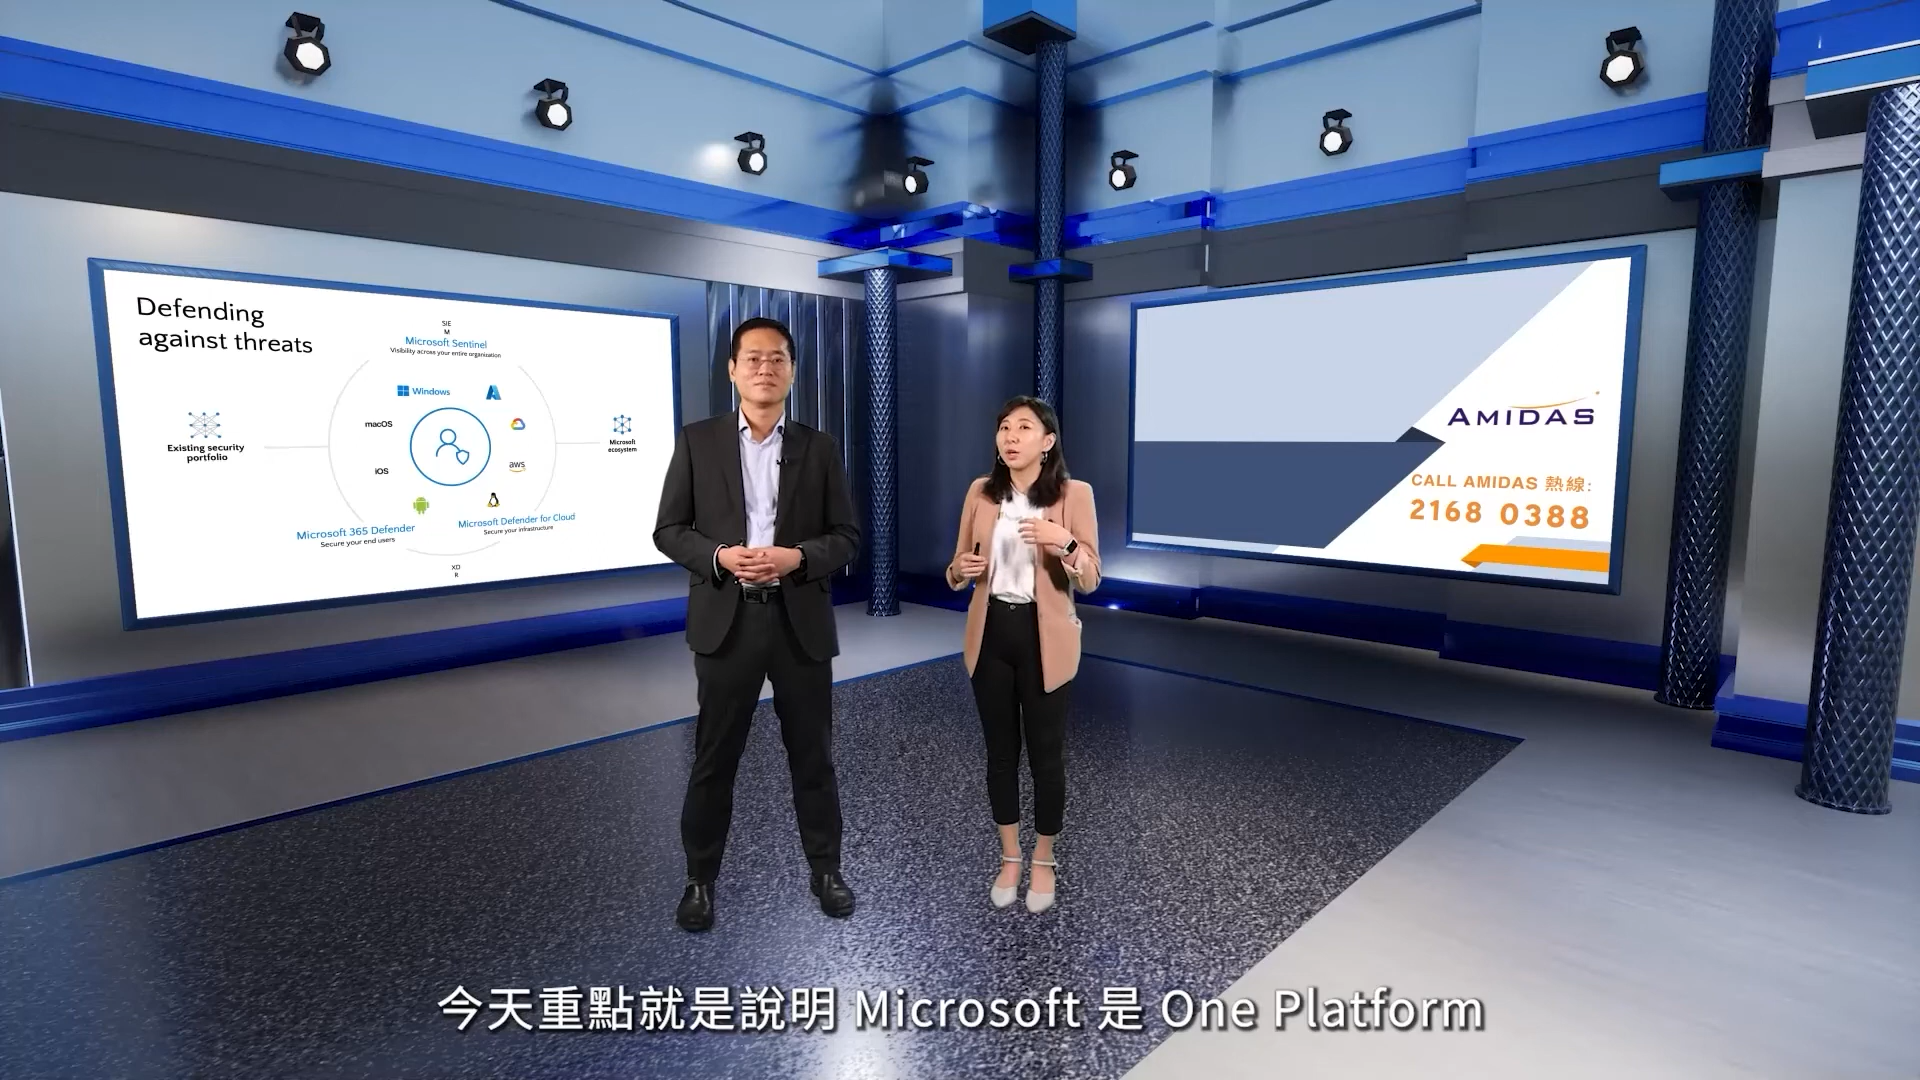 Defending
against threats
SIE
M
Microsoft Sentinel
Visibility across your entire organization
Windows
macOS
iOS
aws
Existing security
portfolio
Microsoft
ecosystem
Microsoft 365 Defender
Secure your end users
Microsoft Defender for Cloud
Secure your infrastructure
XD
R
AMIDAS
CALL AMIDAS 熱線:
2168 0388
今天重點就是說明 Microsoft 是 One Platform